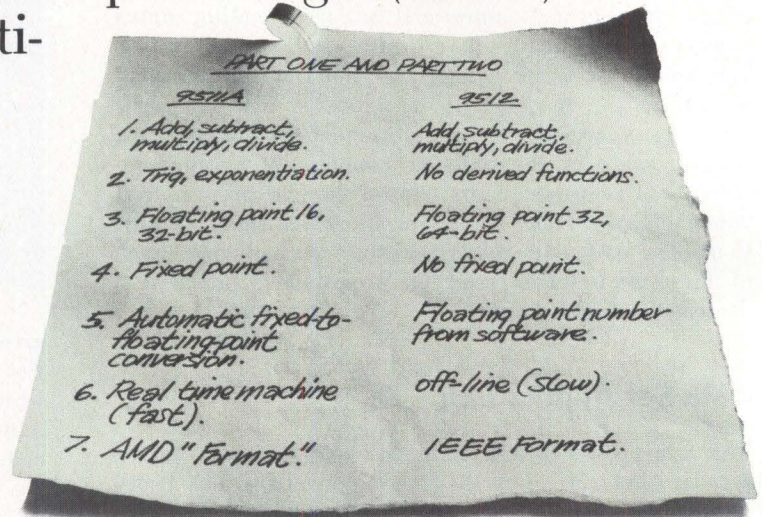 ti-
PART ONE AND PART TWO
9511A 9512
1. Add, subtract, multiply, divide. Add, subtract, multiply, divide.
2. Trig, exponentiation. No derived functions.
3. Floating point 16, 32-bit. Floating point 32, 64-bit.
4. Fixed point. No fixed point.
5. Automatic fixed-to-floating-point conversion. Floating point number from software.
6. Real time machine (fast). off-line (slow).
7. AMD "Format." IEEE Format.